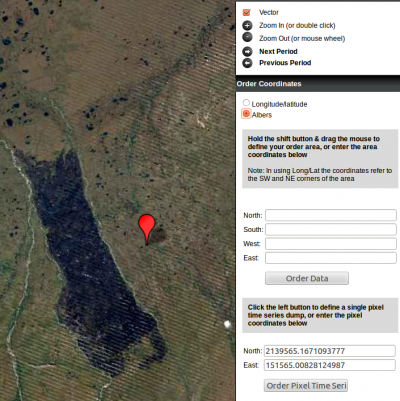 Vector
Zoom In (or double click)
Zoom Out (or mouse wheel)
Next Period
Previous Period
Order Coordinates
Longitude/latitude
Albers
Hold the shift button & drag the mouse to
define your order area, or enter the area
coordinates below
Note: In using Long/Lat the coordinates refer to
the SW and NE corners of the area
North:
South:
West:
East:
Order Data
Click the left button to define a single pixel
time series dump, or enter the pixel
coordinates below
North: 2139565.1671093777
East: 151565.00828124987
Order Pixel Time Seri